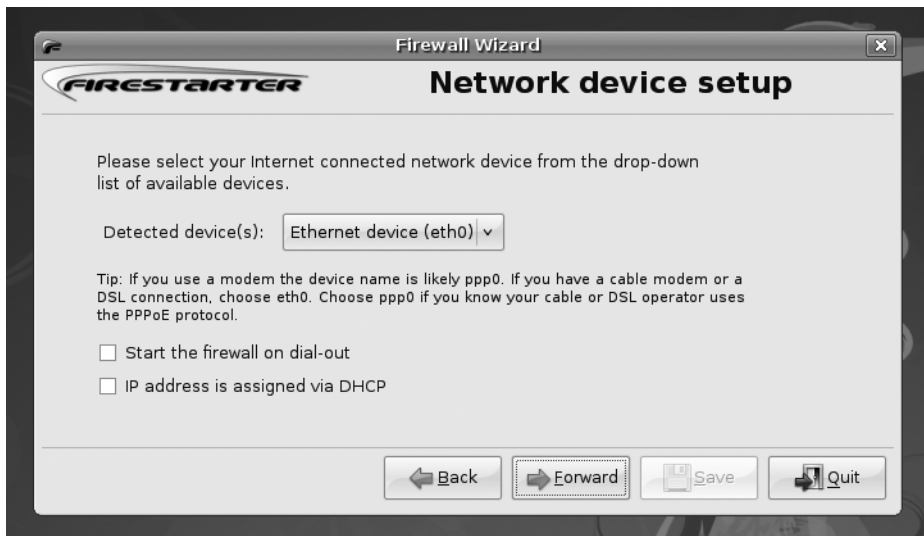 Firewall Wizard
FIRESTARTER
Network device setup
Please select your Internet connected network device from the drop-down
list of available devices.
Detected device(s): Ethernet device (eth0)
Tip: If you use a modem the device name is likely ppp0. If you have a cable modem or a
DSL connection, choose eth0. Choose ppp0 if you know your cable or DSL operator uses
the PPPoE protocol.
Start the firewall on dial-out
IP address is assigned via DHCP
Back Forward Save Quit